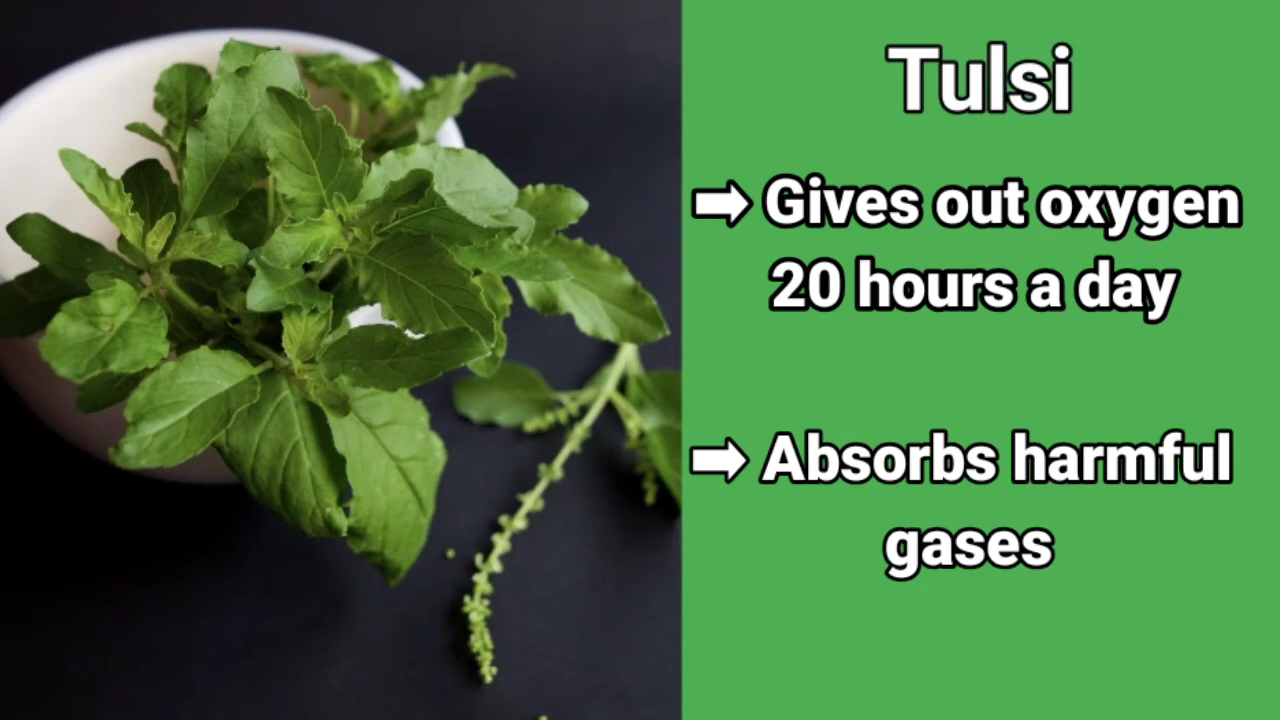 Tulsi
➡ Gives out oxygen
20 hours a day
➡ Absorbs harmful
gases